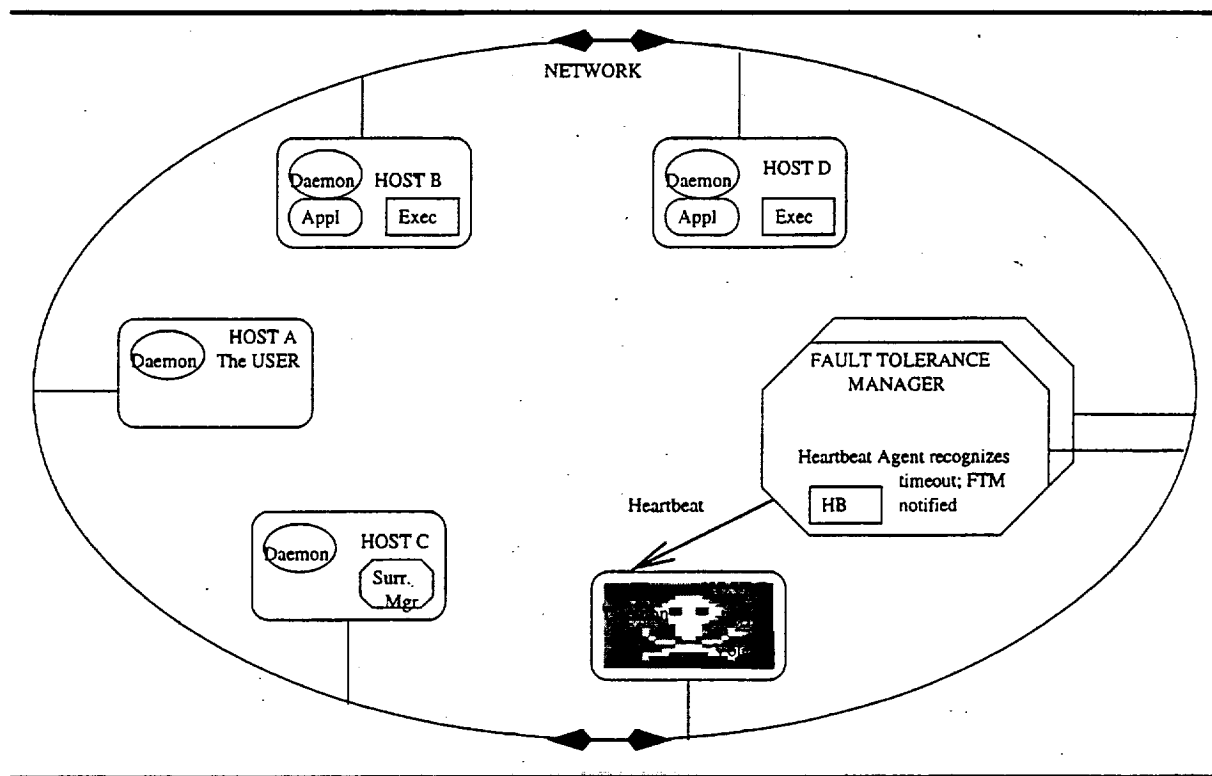 NETWORK
Daemon
HOST B
Appl
Exec
Daemon
HOST D
Appl
Exec
Daemon
HOST A
The USER
FAULT TOLERANCE
MANAGER
Heartbeat Agent recognizes
timeout; FTM
notified
HB
Heartbeat
Daemon
HOST C
Surr.
Mgr